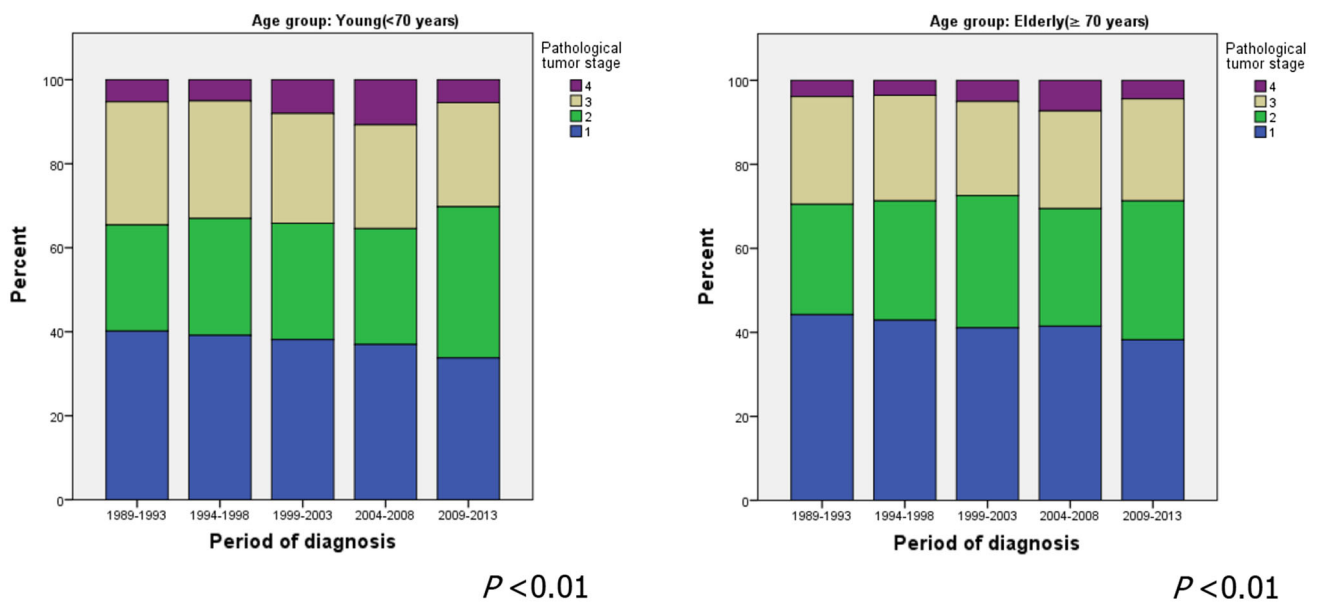 Age group: Young(<70 years)
Pathological
tumor stage
4
3
2
1
100
80
60
40
20
0
Percent
1989-1993 1994-1998 1999-2003 2004-2008 2009-2013
Period of diagnosis
P <0.01
Age group: Elderly(≥ 70 years)
Pathological
tumor stage
4
3
2
1
100
80
60
40
20
0
Percent
1989-1993 1994-1998 1999-2003 2004-2008 2009-2013
Period of diagnosis
P <0.01